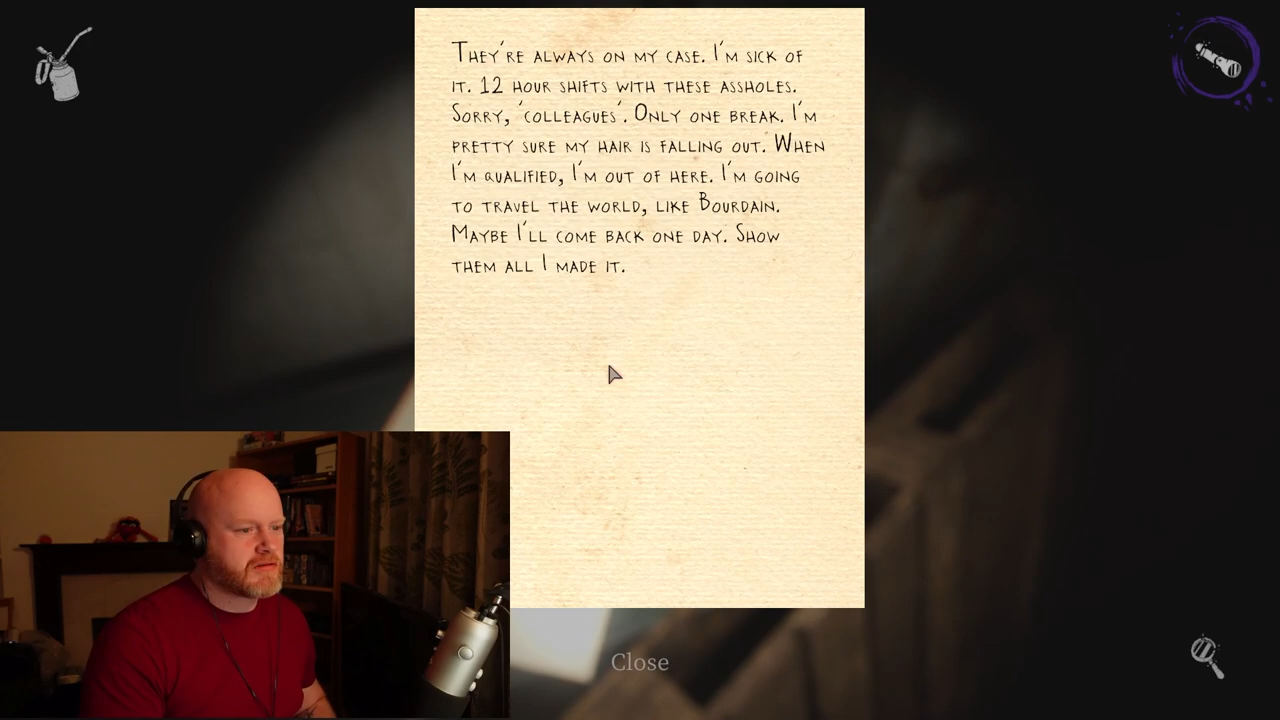 They're always on my case. I'm sick of
it. 12 hour shifts with these assholes.
Sorry, 'colleagues'. Only one break. I'm
pretty sure my hair is falling out. When
I'm qualified, I'm out of here. I'm going
to travel the world, like Bourdain.
Maybe I'll come back one day. Show
them all I made it.
Close